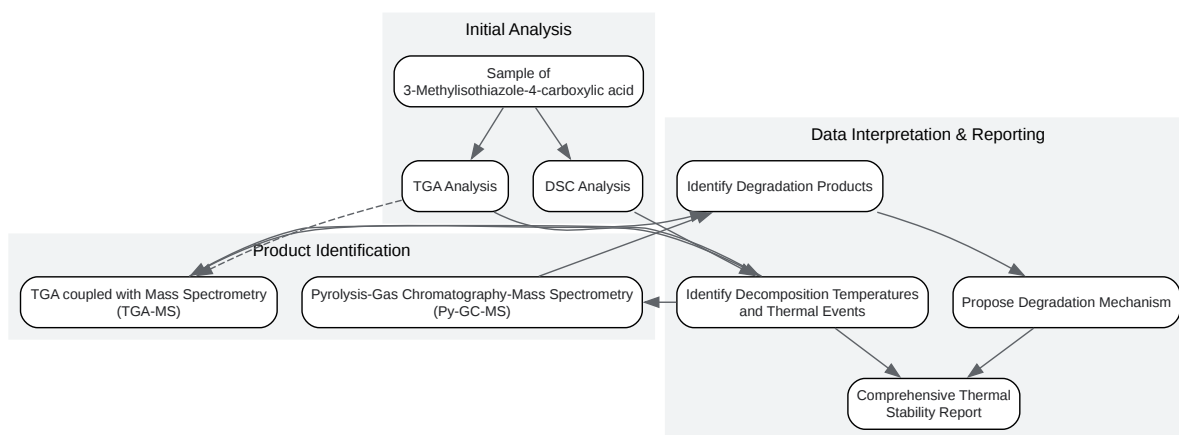 Initial Analysis
Sample of
3-Methylisothiazole-4-carboxylic acid
Data Interpretation & Reporting
TGA Analysis
DSC Analysis
Identify Degradation Products
Product Identification
TGA coupled with Mass Spectrometry
(TGA-MS)
Pyrolysis-Gas Chromatography-Mass Spectrometry
(Py-GC-MS)
Identify Decomposition Temperatures
and Thermal Events
Propose Degradation Mechanism
Comprehensive Thermal
Stability Report